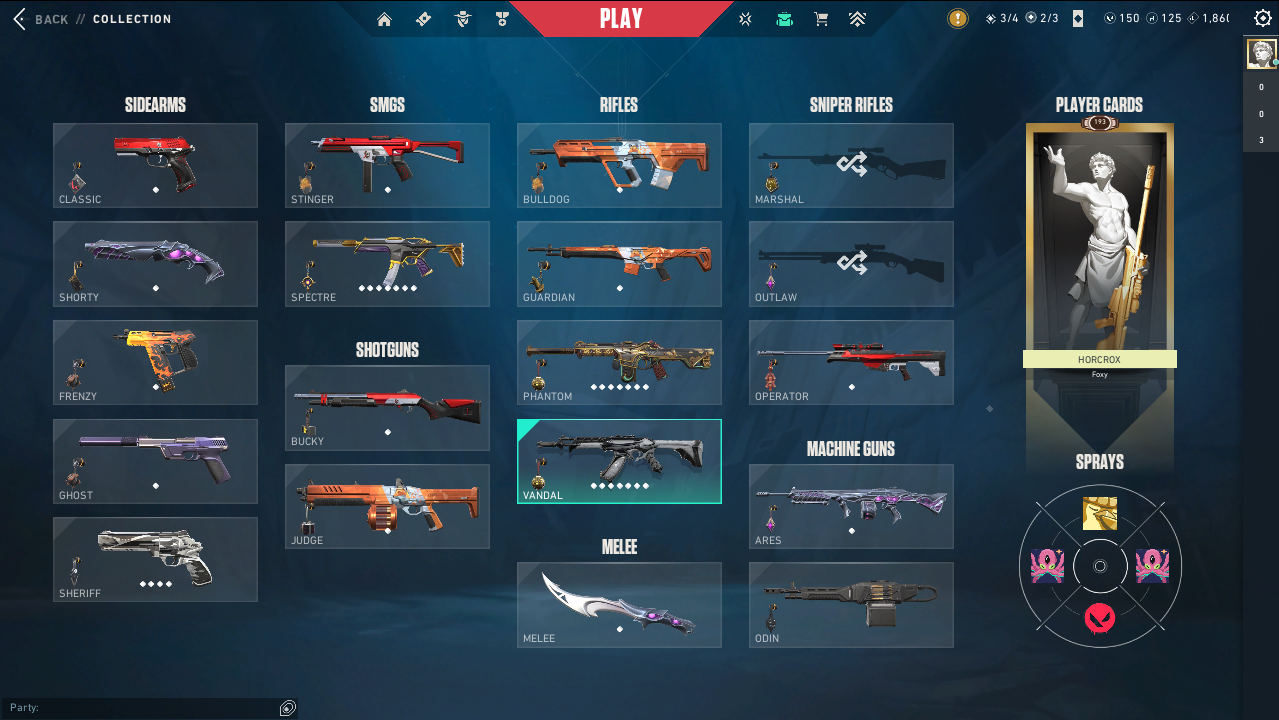 BACK // COLLECTION
PLAY
3/4 2/3 150 125
SIDEARMS
CLASSIC
SHORTY
FRENZY
GHOST
SHERIFF
SMGS
STINGER
SPECTRE
SHOTGUNS
BUCKY
JUDGE
RIFLES
BULLDOG
GUARDIAN
PHANTOM
VANDAL
MELEE
MELEE
SNIPER RIFLES
MARSHAL
OUTLAW
OPERATOR
MACHINE GUNS
ARES
ODIN
PLAYER CARDS
193
HORCROX
Foxy
SPRAYS
0
0
3
Party: